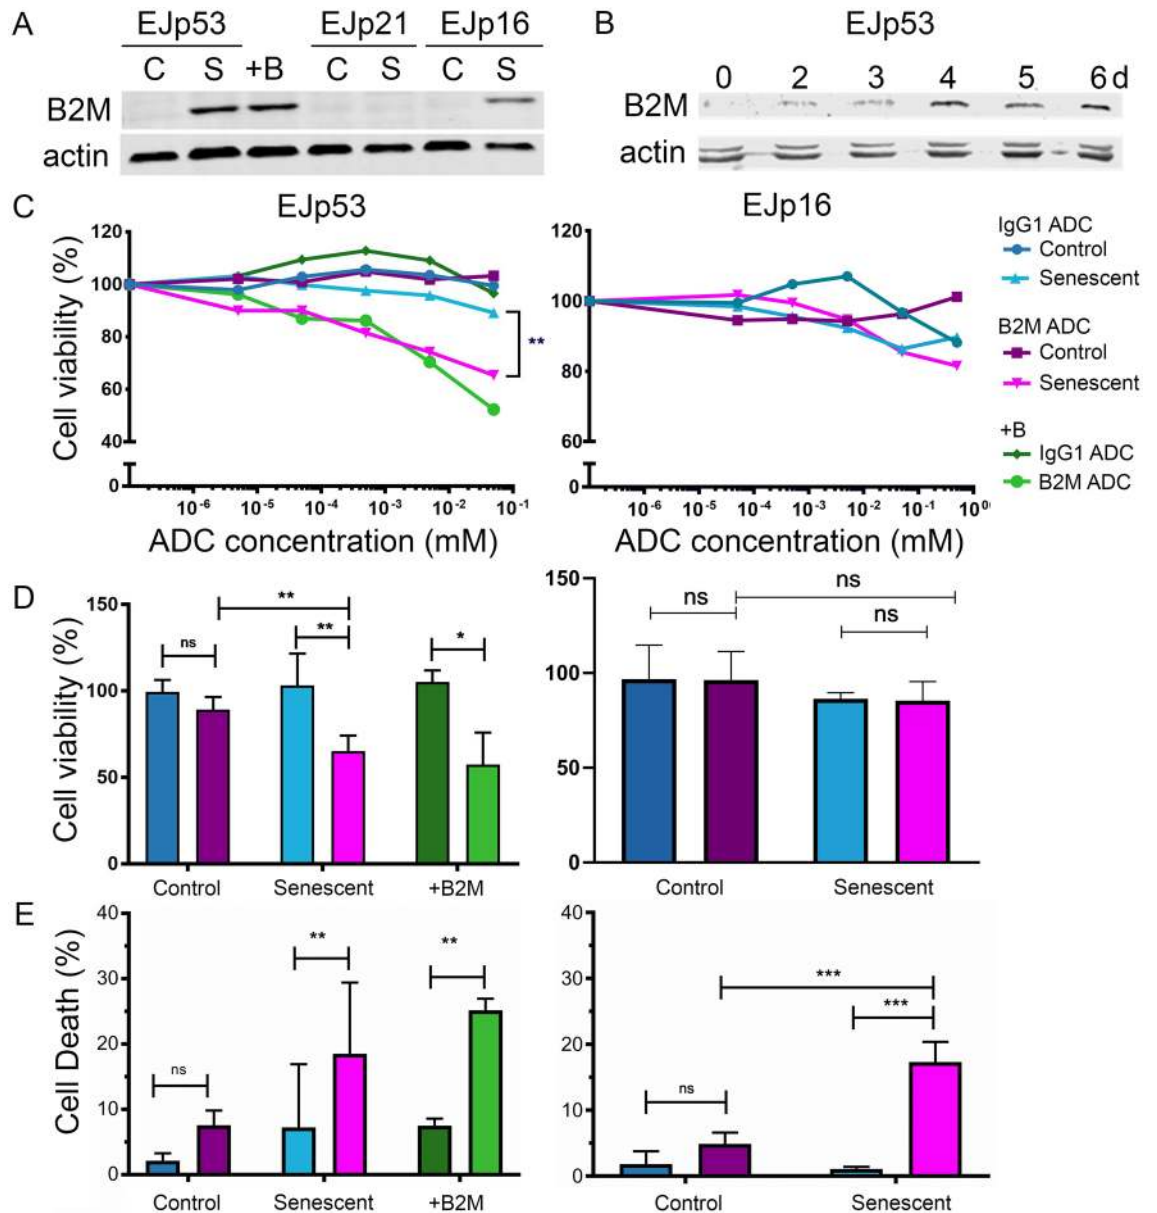 A
EJp53 EJp21 EJp16
C S +B C S C S
B2M
actin
B
EJp53
0 2 3 4 5 6 d
B2M
actin
C
EJp53
Cell viability (%)
120
100
80
60
40
0
**
10-6 10-5 10-4 10-3 10-2 10-1
ADC concentration (mM)
EJp16
120
100
80
60
0
10-6 10-5 10-4 10-3 10-2 10-1 100
ADC concentration (mM)
IgG1 ADC
Control
Senescent
B2M ADC
Control
Senescent
+B
IgG1 ADC
B2M ADC
D
Cell viability (%)
150
100
50
0
ns ** ** *
Control Senescent +B2M
150
100
50
0
ns ns ns
Control Senescent
E
Cell Death (%)
40
30
20
10
0
ns ** **
Control Senescent +B2M
40
30
20
10
0
ns *** ***
Control Senescent